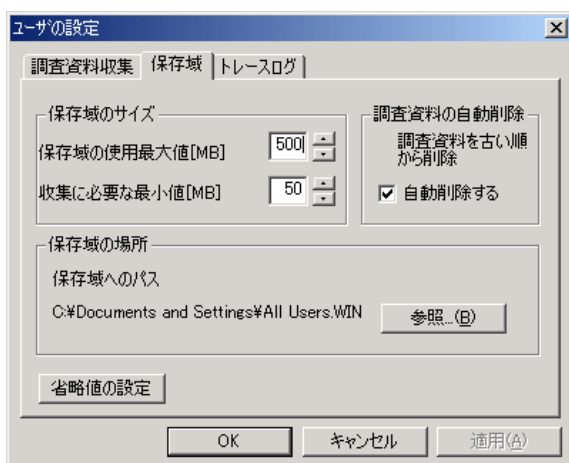 ユーザの設定
調査資料収集 保存域 トレースログ
保存域のサイズ
保存域の使用最大値[MB] 500
収集に必要な最小値[MB] 50
調査資料の自動削除
調査資料を古い順
から削除
自動削除する
保存域の場所
保存域へのパス
C:¥Documents and Settings¥All Users.WIN
参照...(B)
省略値の設定
OK キャンセル 適用(A)